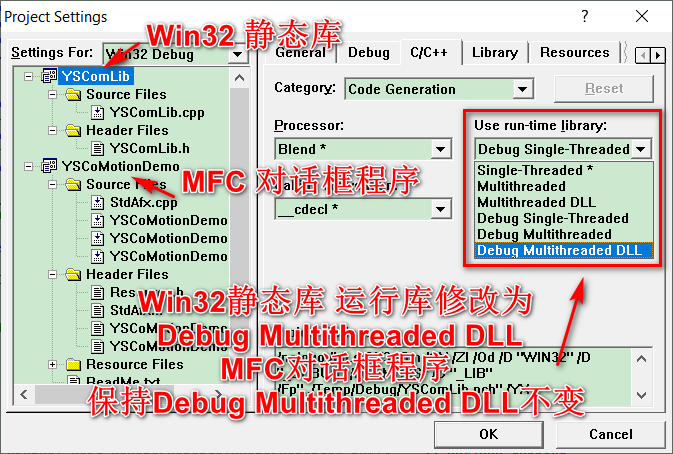 Project Settings
Win32 静态库
Settings For: Win32 Debug
General Debug C/C++ Library Resources
YSComLib
Source Files
YSComLib.cpp
Header Files
YSComLib.h
YSCoMotionDemo
Source Files
StdAfx.cpp
YSCoMotionDemo
YSCoMotionDemo
YSCoMotionDemo
Header Files
YSCoMotionDemo
YSCoMotionDemo
Resource Files
ReadMe.txt
MFC 对话框程序
Category: Code Generation
Reset
Processor:
Blend *
__cdecl *
Use run-time library:
Debug Single-Threaded
Single-Threaded *
Multithreaded
Multithreaded DLL
Debug Single-Threaded
Debug Multithreaded
Debug Multithreaded DLL
Win32静态库 运行库修改为
Debug Multithreaded DLL
MFC对话框程序
保持Debug Multithreaded DLL不变
/ZI /Od /D "WIN32" /D
"_LIB"
/Temp/Debug/YSComLib.pch"
OK
Cancel